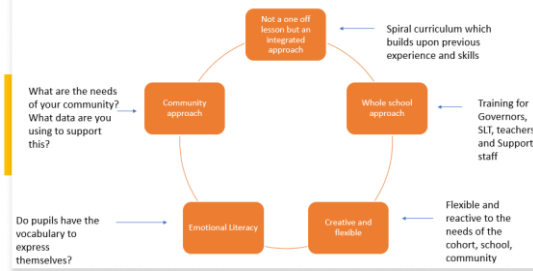 Not a one off
lesson but an
integrated
approach
Spiral curriculum which
builds upon previous
experience and skills
What are the needs
of your community?
What data are you
using to support
this?
Community
approach
Whole school
approach
Training for
Governors,
SLT, teachers
and Support
staff
Do pupils have the
vocabulary to
express
themselves?
Emotional Literacy
Creative and
flexible
Flexible and
reactive to the
needs of the
cohort, school,
community